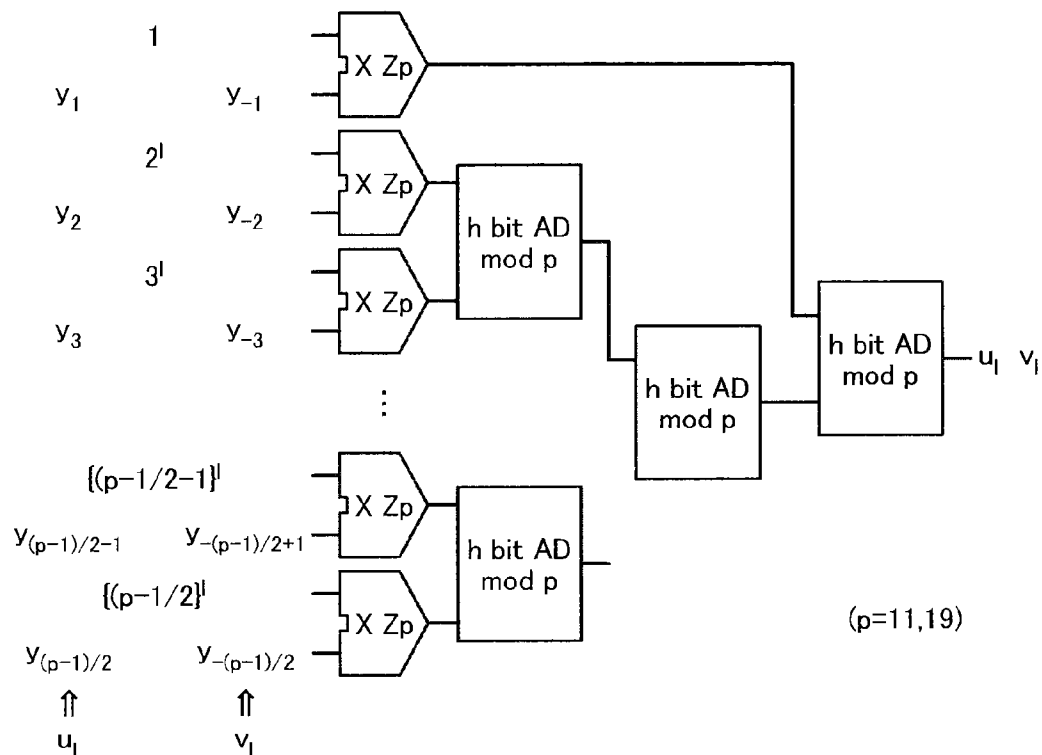 1
X Zp
y₁ y₋₁
2ˡ
X Zp
y₂ y₋₂
h bit AD
mod p
3ˡ
X Zp
y₃ y₋₃
h bit AD
mod p
h bit AD
mod p
uₗ vₗ
⋮
{(p-1/2-1}ˡ
X Zp
y₍ₚ₋₁₎/₂₋₁ y₋₍ₚ₋₁₎/₂₊₁
h bit AD
mod p
{(p-1/2}ˡ
X Zp
(p=11,19)
y₍ₚ₋₁₎/₂ y₋₍ₚ₋₁₎/₂
⇑ ⇑
uₗ vₗ